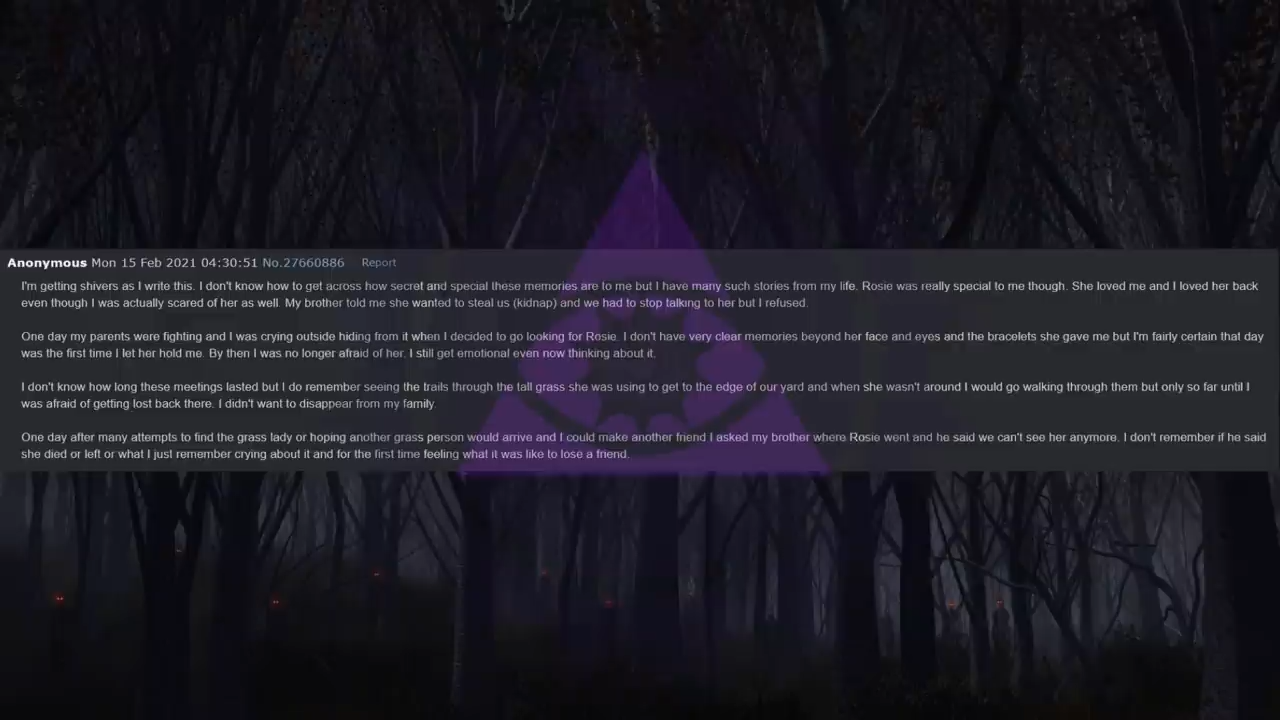 Anonymous Mon 15 Feb 2021 04:30:51 No.27660886 Report
I'm getting shivers as I write this. I don't know how to get across how secret and special these memories are to me but I have many such stories from my life. Rosie was really special to me though. She loved me and I loved her back
even though I was actually scared of her as well. My brother told me she wanted to steal us (kidnap) and we had to stop talking to her but I refused.
One day my parents were fighting and I was crying outside hiding from it when I decided to go looking for Rosie. I don't have very clear memories beyond her face and eyes and the bracelets she gave me but I'm fairly certain that day
was the first time I let her hold me. By then I was no longer afraid of her. I still get emotional even now thinking about it.
I don't know how long these meetings lasted but I do remember seeing the trails through the tall grass she was using to get to the edge of our yard and when she wasn't around I would go walking through them but only so far until I
was afraid of getting lost back there. I didn't want to disappear from my family.
One day after many attempts to find the grass lady or hoping another grass person would arrive and I could make another friend I asked my brother where Rosie went and he said we can't see her anymore. I don't remember if he said
she died or left or what I just remember crying about it and for the first time feeling what it was like to lose a friend.